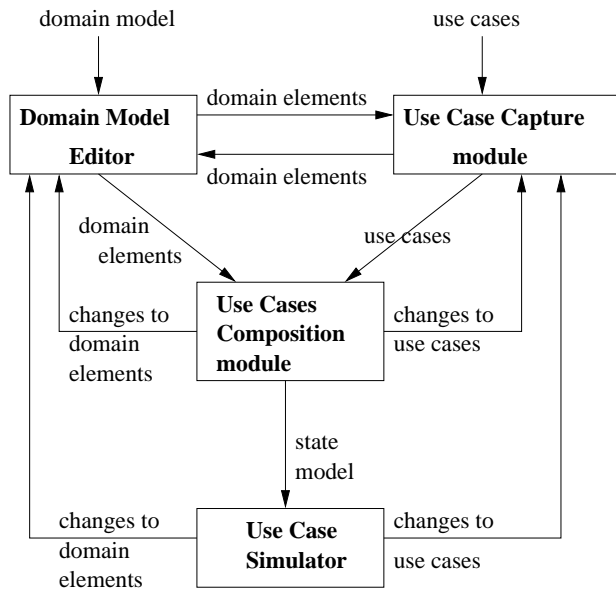 domain model
use cases
Domain Model
Editor
domain elements
domain elements
Use Case Capture
module
domain
elements
use cases
Use Cases
Composition
module
changes to
domain
elements
changes to
use cases
state
model
Use Case
Simulator
changes to
domain
elements
changes to
use cases